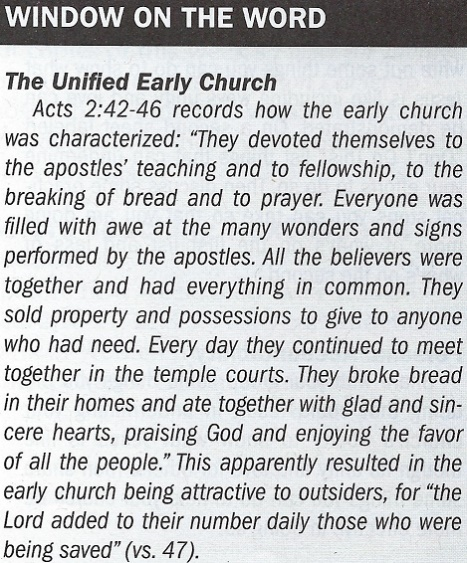 WINDOW ON THE WORD
The Unified Early Church
Acts 2:42-46 records how the early church
was characterized: “They devoted themselves to
the apostles’ teaching and to fellowship, to the
breaking of bread and to prayer. Everyone was
filled with awe at the many wonders and signs
performed by the apostles. All the believers were
together and had everything in common. They
sold property and possessions to give to anyone
who had need. Every day they continued to meet
together in the temple courts. They broke bread
in their homes and ate together with glad and sin-
cere hearts, praising God and enjoying the favor
of all the people.” This apparently resulted in the
early church being attractive to outsiders, for “the
Lord added to their number daily those who were
being saved” (vs. 47).